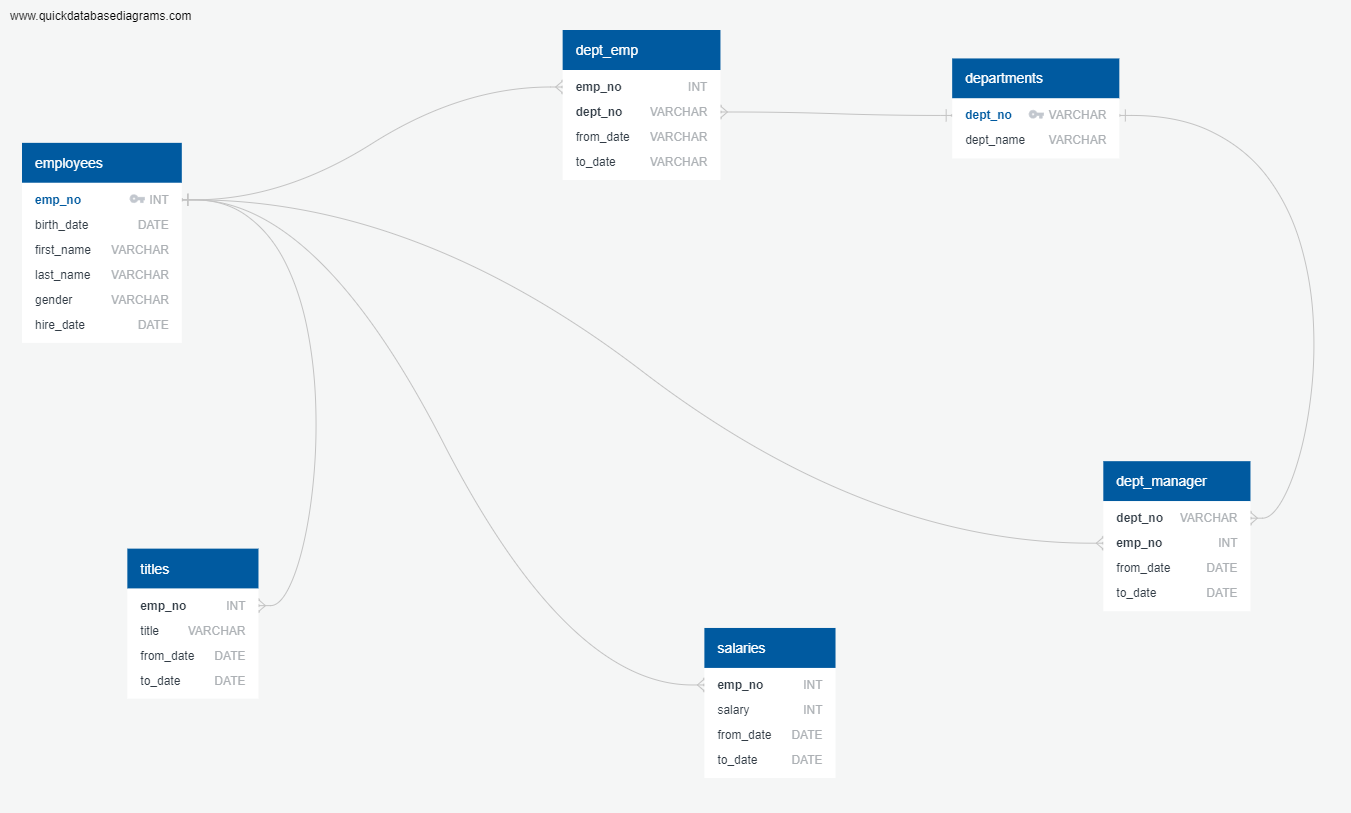 www.quickdatabasediagrams.com
employees
emp_no INT
birth_date DATE
first_name VARCHAR
last_name VARCHAR
gender VARCHAR
hire_date DATE
dept_emp
emp_no INT
dept_no VARCHAR
from_date VARCHAR
to_date VARCHAR
departments
dept_no VARCHAR
dept_name VARCHAR
titles
emp_no INT
title VARCHAR
from_date DATE
to_date DATE
salaries
emp_no INT
salary INT
from_date DATE
to_date DATE
dept_manager
dept_no VARCHAR
emp_no INT
from_date DATE
to_date DATE